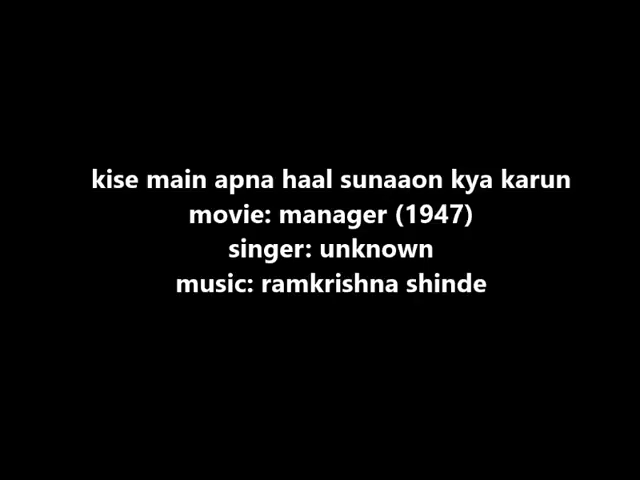 kise main apna haal sunaaon kya karun
movie: manager (1947)
singer: unknown
music: ramkrishna shinde